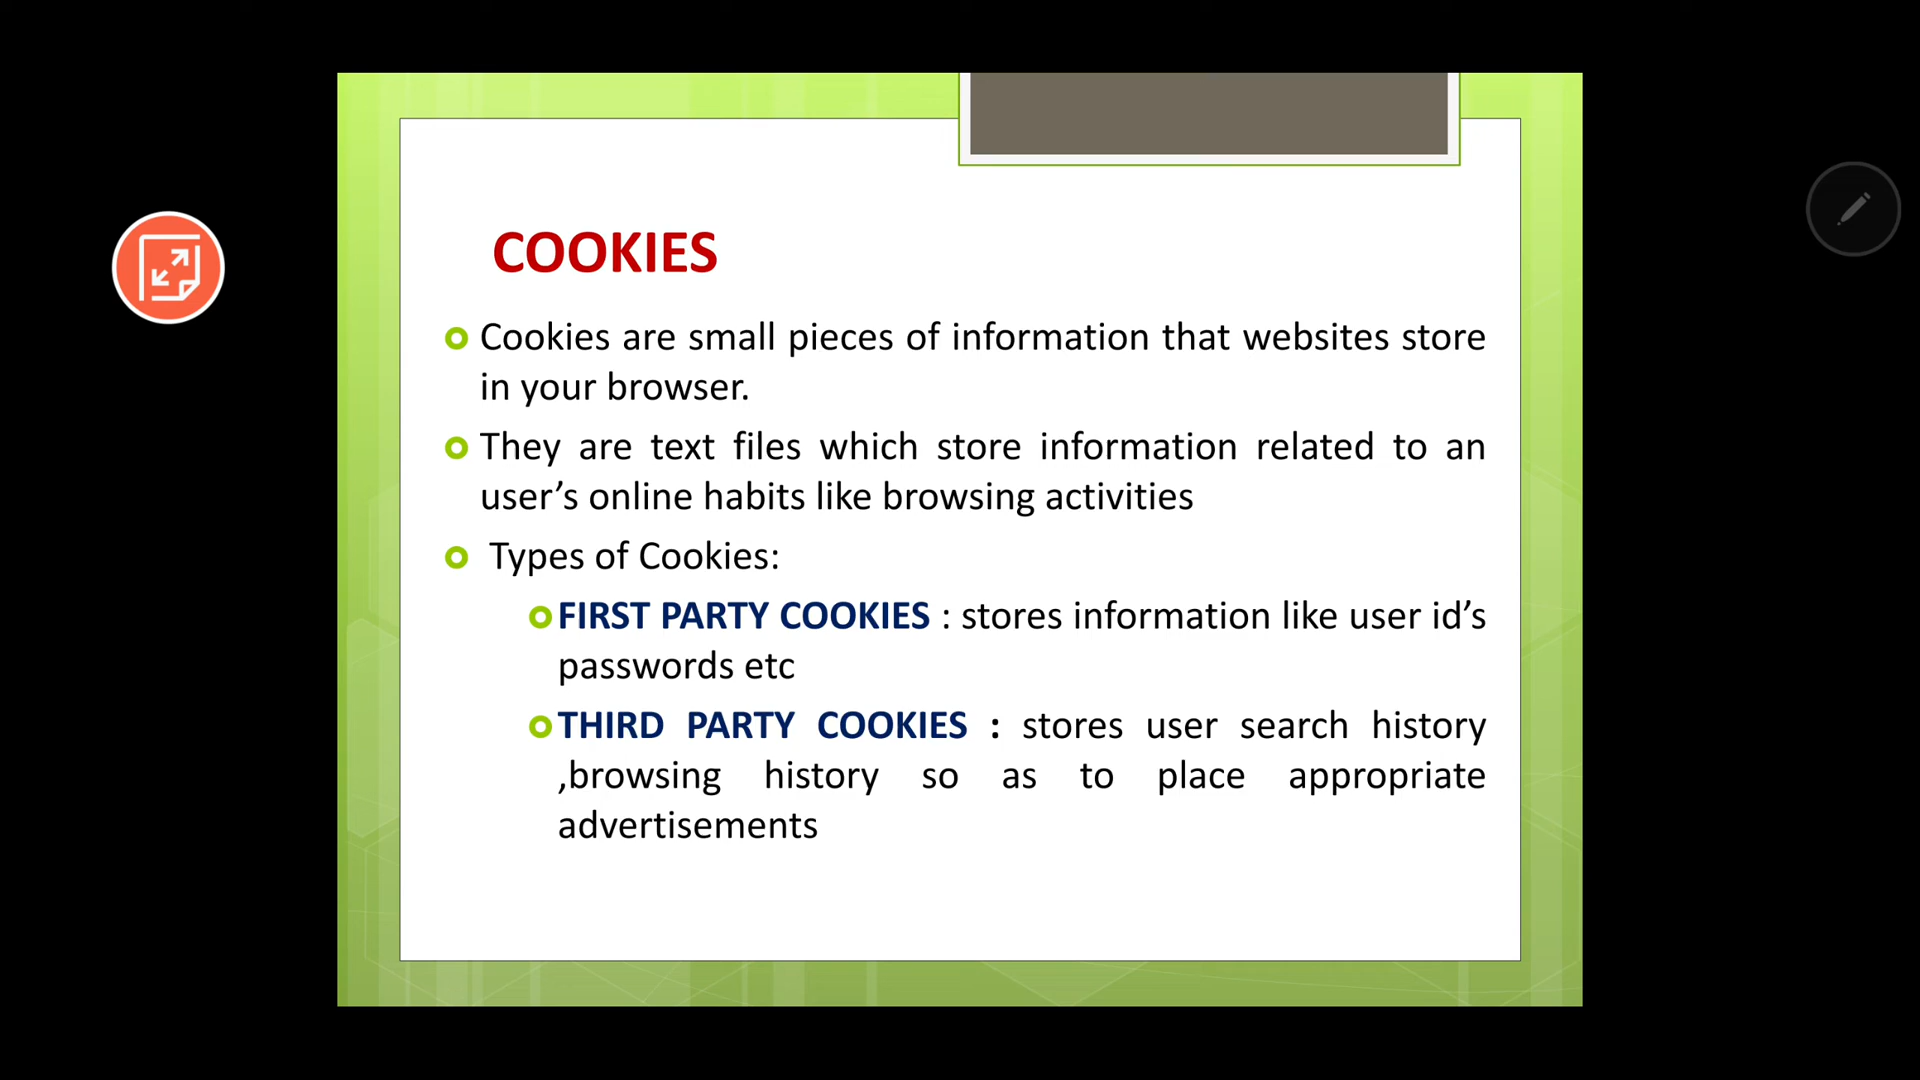 COOKIES
Cookies are small pieces of information that websites store
in your browser.
They are text files which store information related to an
user’s online habits like browsing activities
Types of Cookies:
FIRST PARTY COOKIES : stores information like user id’s
passwords etc
THIRD PARTY COOKIES : stores user search history
,browsing history so as to place appropriate
advertisements